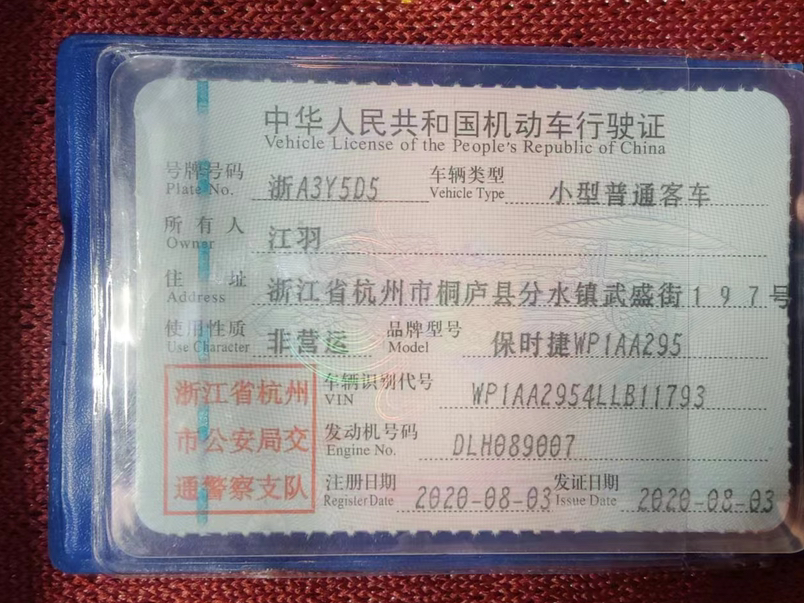 中华人民共和国机动车行驶证
Vehicle License of the People's Republic of China
号牌号码 浙A3Y5D5 车辆类型 小型普通客车
Plate No. Vehicle Type
所有人 江羽
Owner
住址 浙江省杭州市桐庐县分水镇武盛街197号
Address
使用性质 非营运 品牌型号 保时捷WP1AA295
Use Character Model
浙江省杭州
市公安局交
通警察支队
车辆识别代号 WP1AA2954LLB11793
VIN
发动机号码 DLH089007
Engine No.
注册日期 2020-08-03 发证日期 2020-08-03
Register Date Issue Date